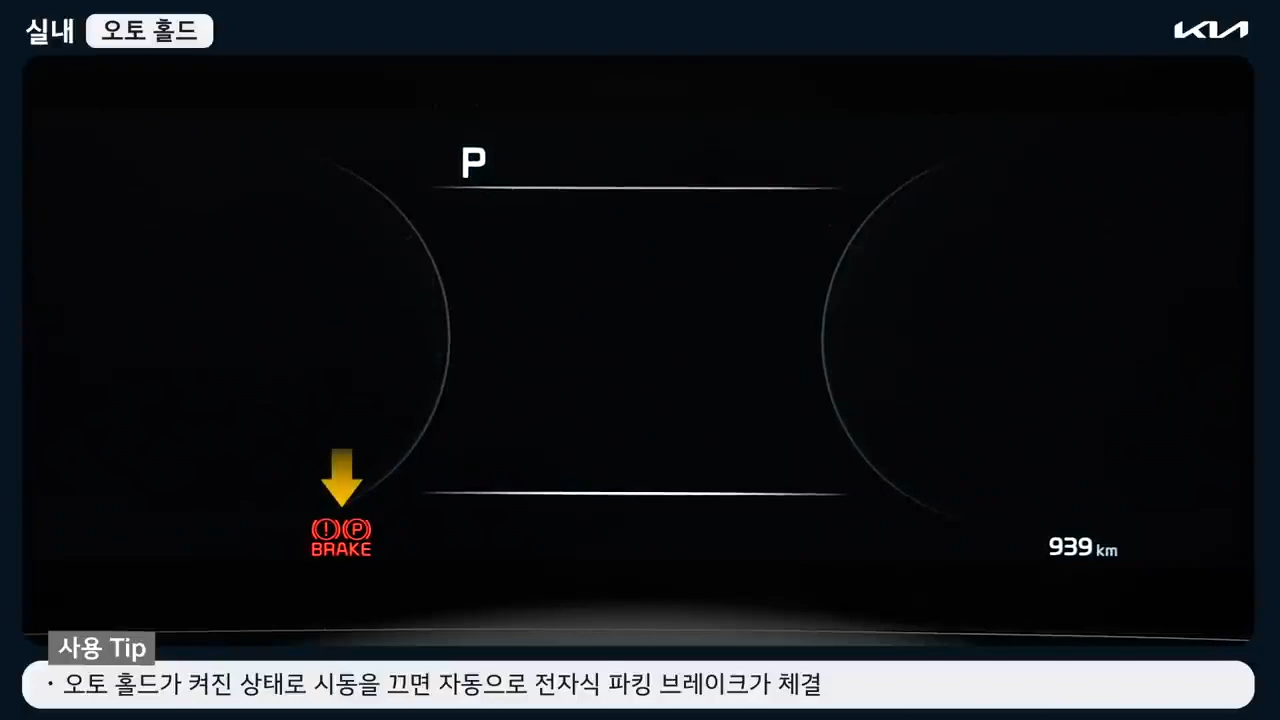 실내 오토 홀드
KIA
P
(!) (P)
BRAKE
939 km
사용 Tip
· 오토 홀드가 켜진 상태로 시동을 끄면 자동으로 전자식 파킹 브레이크가 체결